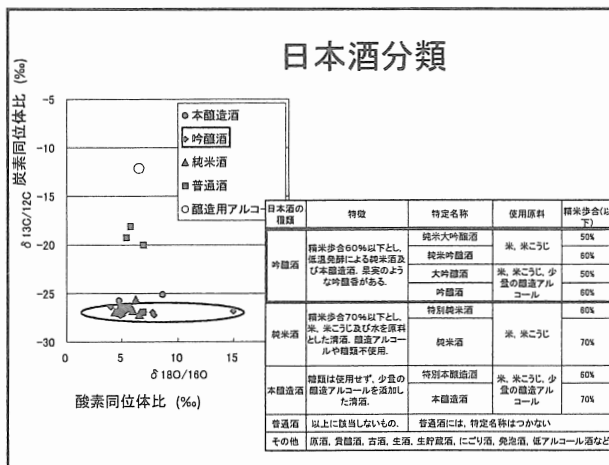 日本酒分類
δ13C/12C 炭素同位体比 (‰)
-5
-10
-15
-20
-25
-30
0
5
10
15
δ18O/16O
酸素同位体比 (‰)
本醸造酒
吟醸酒
純米酒
普通酒
醸造用アルコー
日本酒の種類 特徴 特定名称 使用原料 精米歩合(以下)
吟醸酒
精米歩合60%以下とし、
低温発酵による純米酒及
び本醸造酒. 果実のよう
な吟醸香がある.
純米大吟醸酒
純米吟醸酒
米, 米こうじ
50%
60%
大吟醸酒
吟醸酒
米, 米こうじ, 少
量の醸造アル
コール
50%
60%
純米酒
精米歩合70%以下とし、
米, 米こうじ及び水を原料
とした清酒. 醸造アルコー
ルや糖類不使用.
特別純米酒
純米酒
米, 米こうじ
60%
70%
本醸造酒
糖類は使用せず, 少量の
醸造アルコールを添加し
た清酒.
特別本醸造酒
本醸造酒
米, 米こうじ, 少
量の醸造アルコ
ール
60%
70%
普通酒 以上に該当しないもの. 普通酒には, 特定名称はつかない
その他 原酒, 貴醸酒, 古酒, 生酒, 生貯蔵酒, にごり酒, 発泡酒, 低アルコール酒など